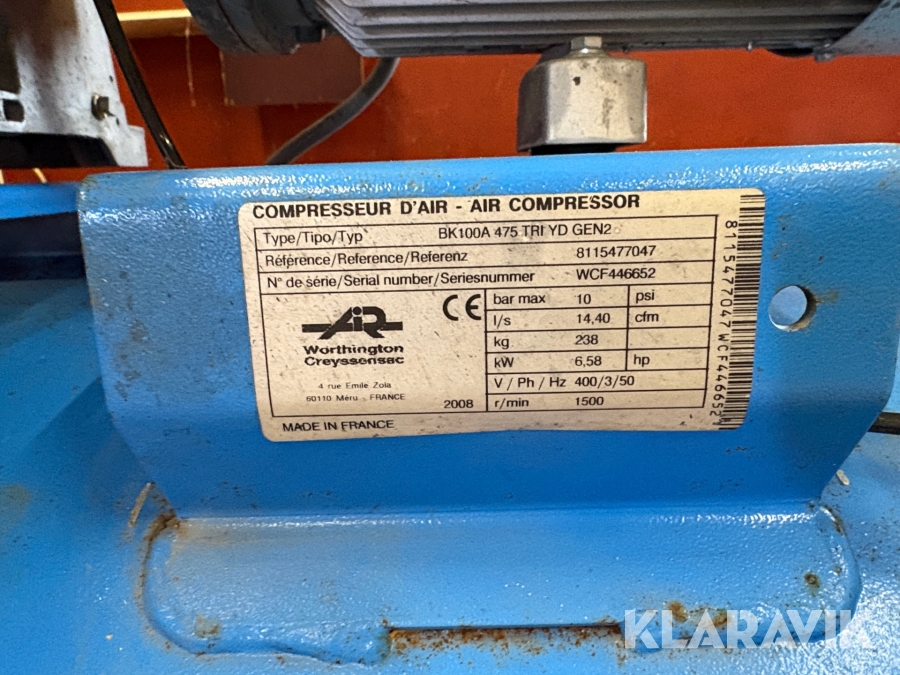 COMPRESSEUR D'AIR - AIR COMPRESSOR
Type/Tipo/Typ BK100A 475 TRI YD GEN2
Référence/Reference/Referenz 8115477047
N° de série/Serial number/Seriesnummer WCF446652
AIR
Worthington
Creyssensac
4 rue Emile Zola
60110 Méru - FRANCE
CE
2008
bar max 10 psi
l/s 14,40 cfm
kg 238
kW 6,58 hp
V / Ph / Hz 400/3/50
r/min 1500
MADE IN FRANCE
8115477047WCF446652
KLARAVIK